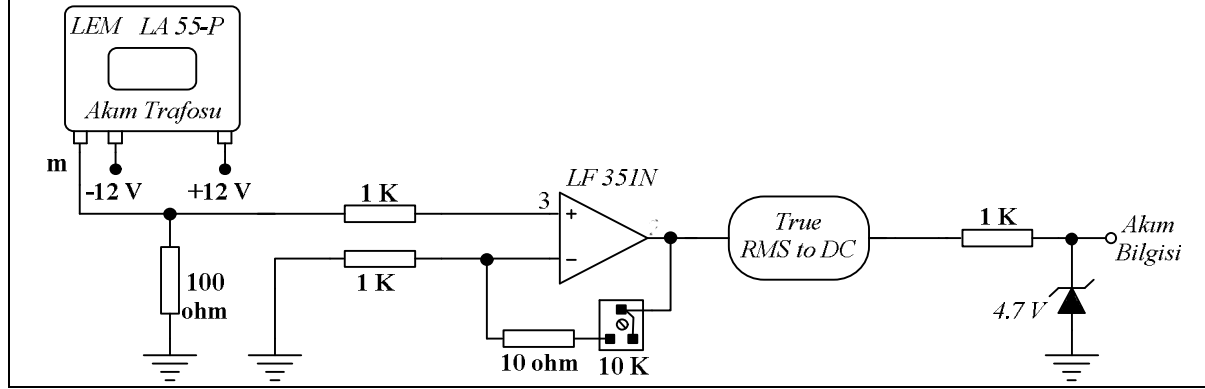 LEM LA 55-P
Akım Trafosu
m
-12 V
+12 V
1 K
3
LF 351N
+
1 K
−
100
ohm
10 ohm
10 K
True
RMS to DC
1 K
Akım
Bilgisi
4.7 V